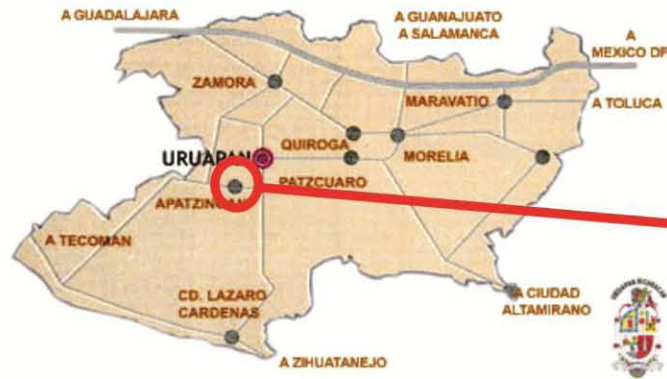 A GUADALAJARA
A GUANAJUATO
A SALAMANCA
A
MEXICO DF
ZAMORA
MARAVATIO
A TOLUCA
QUIROGA
URUAPAN
MORELIA
PATZCUARO
A TECOMAN
CD. LAZARO
CARDENAS
A CIUDAD
ALTAMIRANO
A ZIHUATANEJO